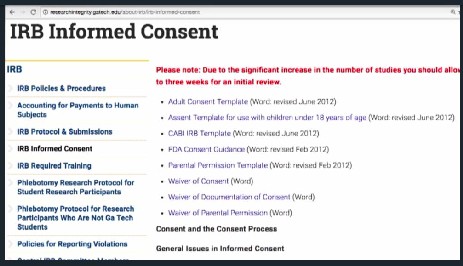 researchintegrity.gatech.edu/about-irb/irb-informed-consent
IRB Informed Consent
IRB
IRB Policies & Procedures
Accounting for Payments to Human
Subjects
IRB Protocol & Submissions
IRB Informed Consent
IRB Required Training
Phlebotomy Research Protocol for
Student Research Participants
Phlebotomy Protocol for Research
Participants Who Are Not Ga Tech
Students
Policies for Reporting Violations
Central IRB Committee Members
Please note: Due to the significant increase in the number of studies you should allow
to three weeks for an initial review.
Adult Consent Template (Word: revised June 2012)
Assent Template for use with children under 18 years of age (Word: revised June 2012)
CABI IRB Template (Word: revised June 2012)
FDA Consent Guidance (Word: revised Feb 2012)
Parental Permission Template (Word: revised Feb 2012)
Waiver of Consent (Word)
Waiver of Documentation of Consent (Word)
Waiver of Parental Permission (Word)
Consent and the Consent Process
General Issues in Informed Consent